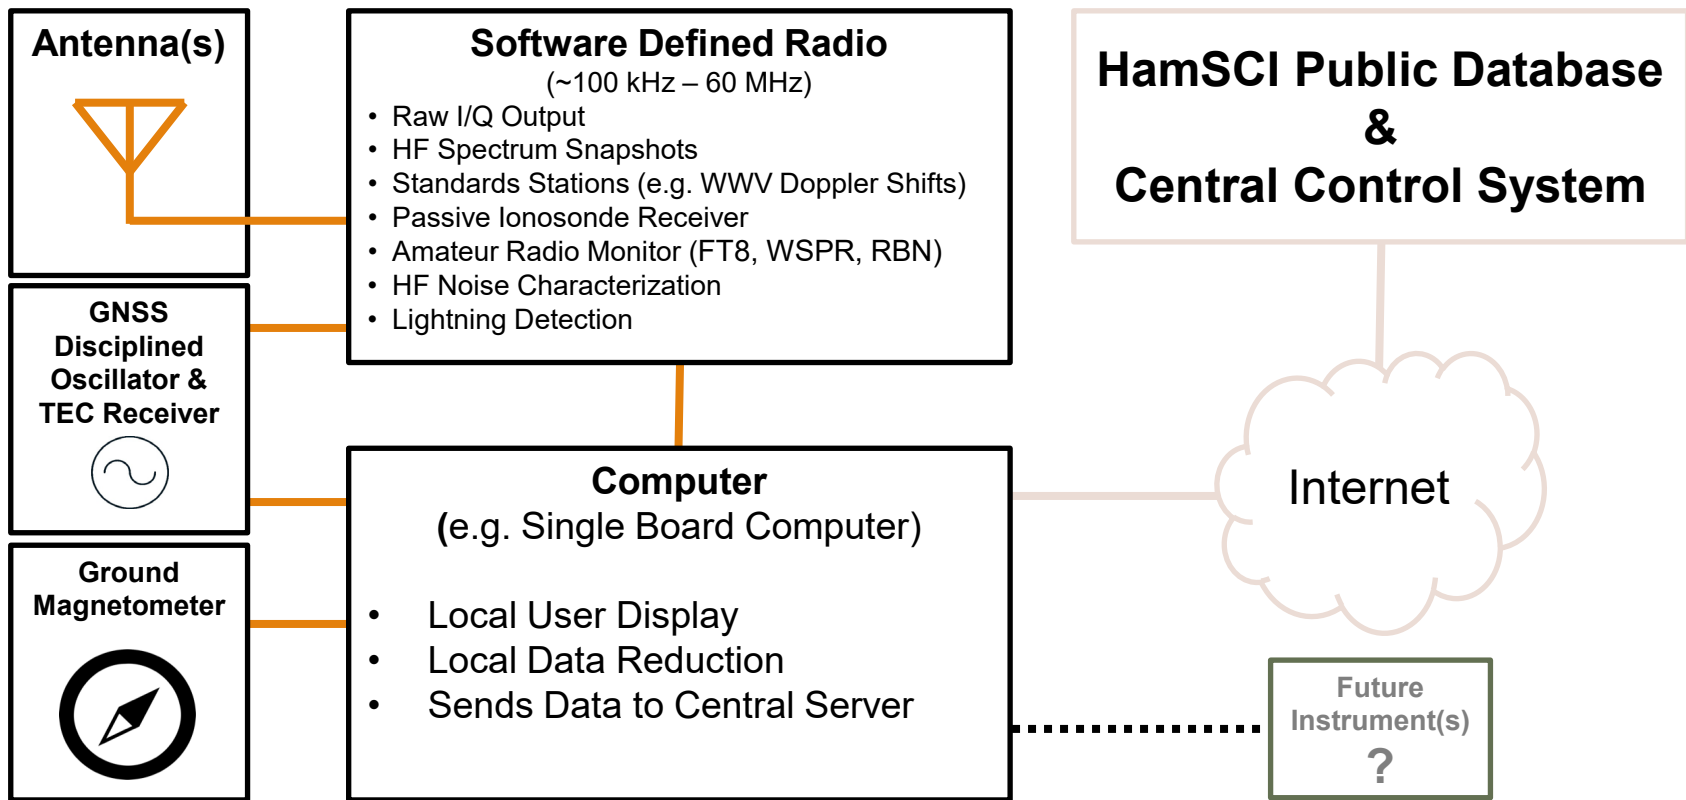 Antenna(s)
Software Defined Radio
(~100 kHz – 60 MHz)
• Raw I/Q Output
• HF Spectrum Snapshots
• Standards Stations (e.g. WWV Doppler Shifts)
• Passive Ionosonde Receiver
• Amateur Radio Monitor (FT8, WSPR, RBN)
• HF Noise Characterization
• Lightning Detection
HamSCI Public Database
&
Central Control System
GNSS
Disciplined
Oscillator &
TEC Receiver
Computer
(e.g. Single Board Computer)
• Local User Display
• Local Data Reduction
• Sends Data to Central Server
Internet
Ground
Magnetometer
Future
Instrument(s)
?